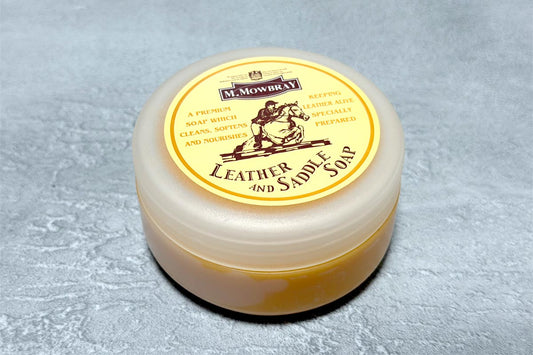 M. MOWBRAY
A PREMIUM
SOAP WHICH
CLEANS, SOFTENS
AND NOURISHES
KEEPING
LEATHER ALIVE
SPECIALLY
PREPARED
LEATHER
AND SADDLE
SOAP